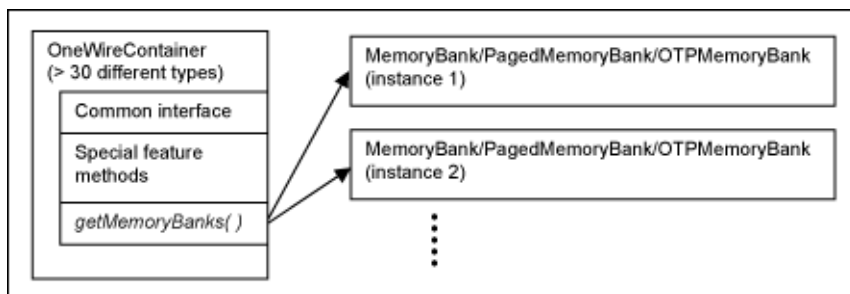 OneWireContainer
(> 30 different types)
Common interface
Special feature
methods
getMemoryBanks( )
MemoryBank/PagedMemoryBank/OTPMemoryBank
(instance 1)
MemoryBank/PagedMemoryBank/OTPMemoryBank
(instance 2)